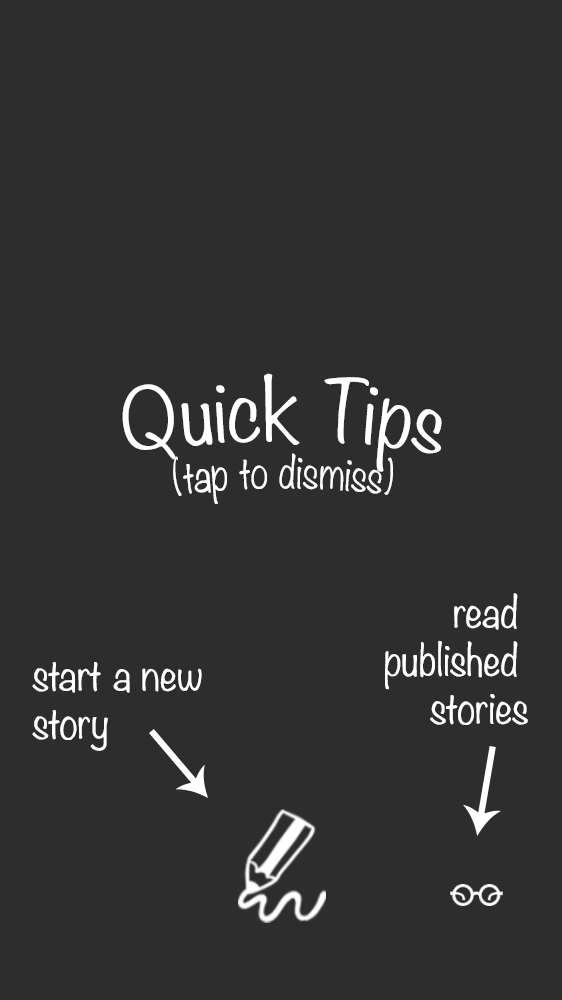 Quick Tips
(tap to dismiss)
start a new
story
read
published
stories